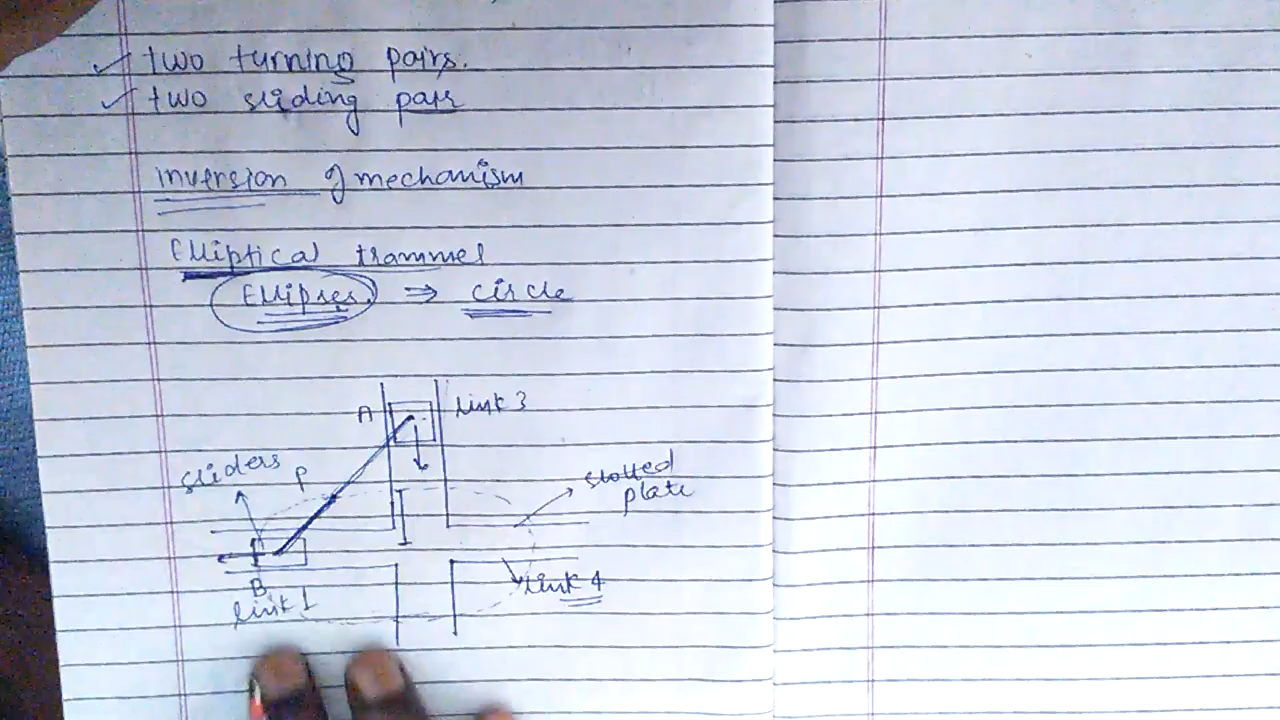 two turning pairs.
two sliding pair
inversion of mechanism
Elliptical trammel
Ellipses. ⇒ circle
A
link 3
sliders
P
slotted
plate
B
link 4
link 1